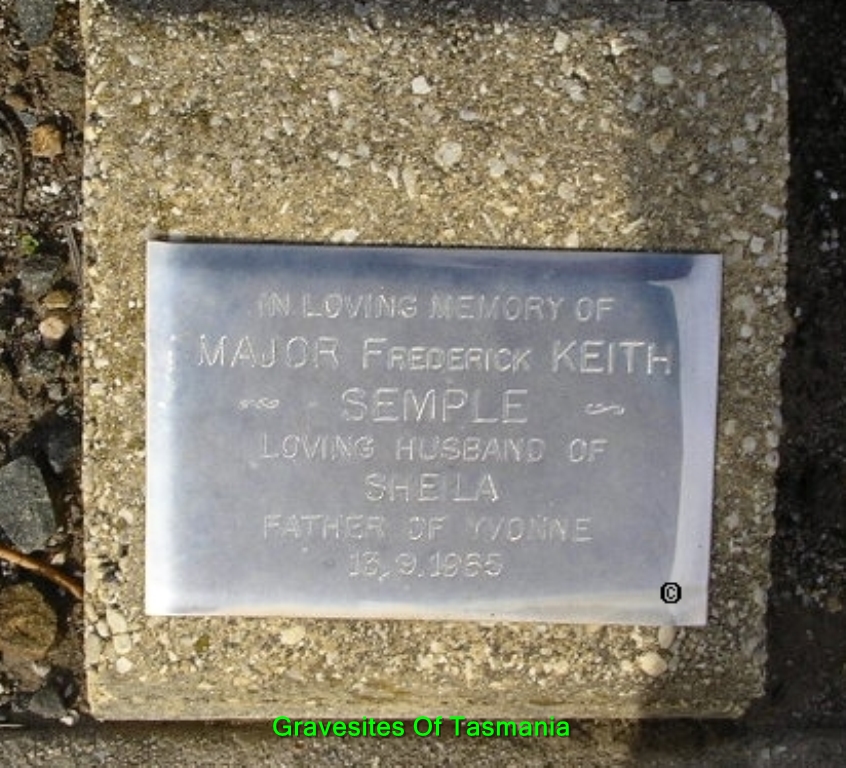 IN LOVING MEMORY OF
MAJOR FREDERICK KEITH
SEMPLE
LOVING HUSBAND OF
SHEILA
FATHER OF YVONNE
13.9.1965
©
Gravesites Of Tasmania